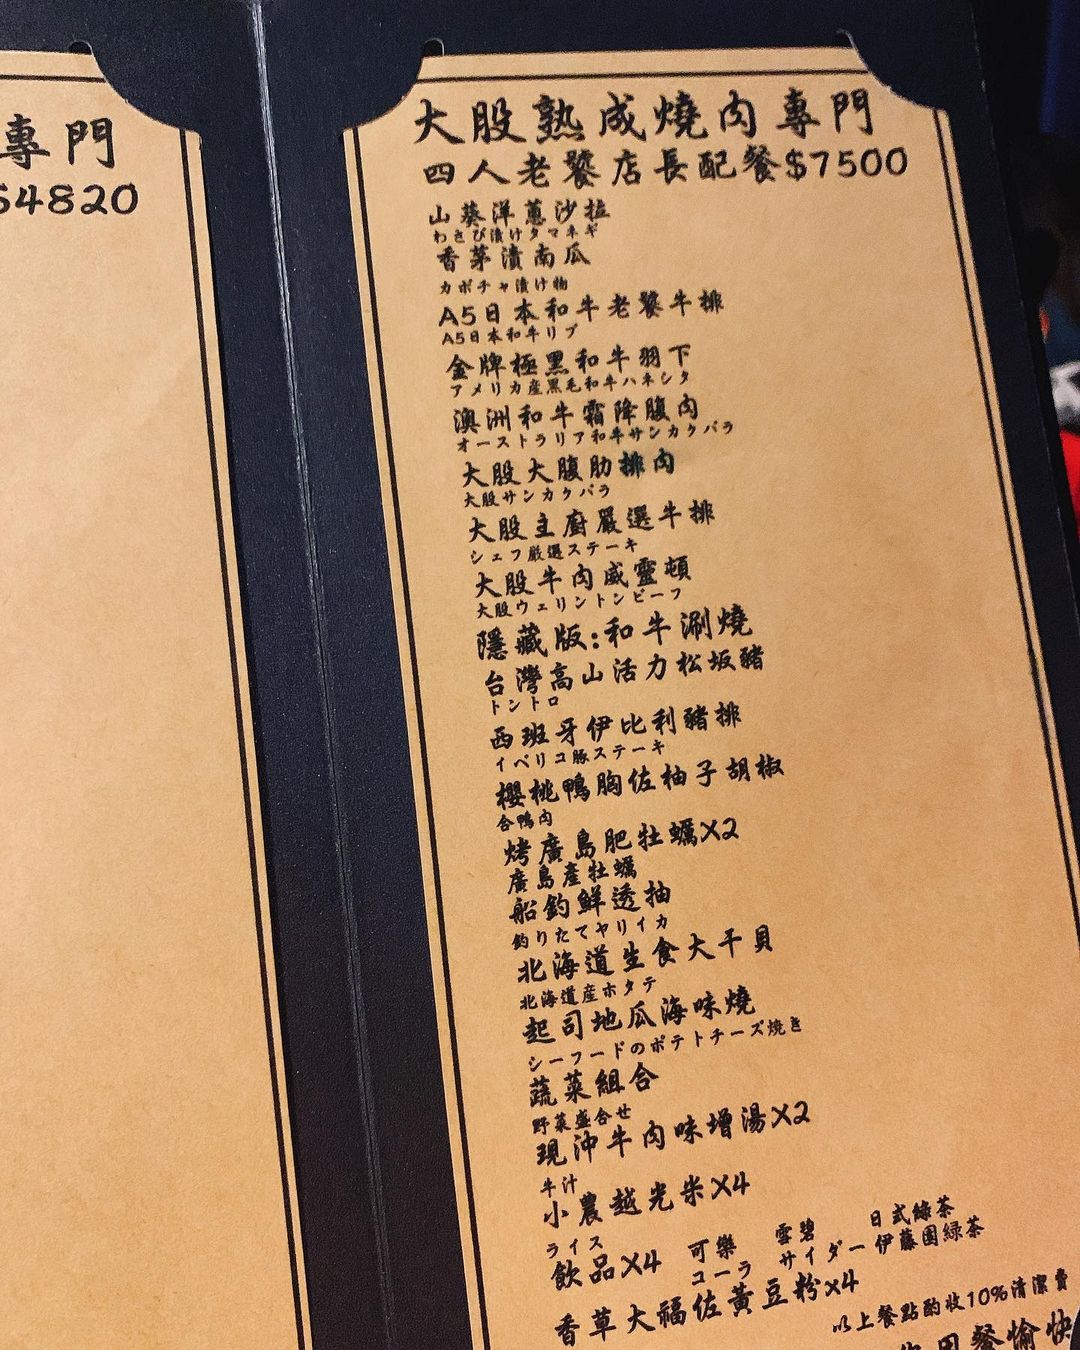 專門
$4820
大股熟成燒肉專門
四人老饕店長配餐$7500
山葵洋蔥沙拉
わさび漬けタマネギ
香茅漬南瓜
カボチャ漬け物
A5日本和牛老饕牛排
A5日本和牛リブ
金牌極黑和牛羽下
アメリカ産黒毛和牛ハネシタ
澳洲和牛霜降腹肉
オーストラリア和牛サンカクバラ
大股大腹肋排肉
大股サンカクバラ
大股主廚嚴選牛排
シェフ厳選ステーキ
大股牛肉威靈頓
大股ウェリントンビーフ
隱藏版:和牛涮燒
台灣高山活力松坂豬
トントロ
西班牙伊比利豬排
イベリコ豚ステーキ
櫻桃鴨胸佐柚子胡椒
合鴨肉
烤廣島肥牡蠣X2
廣島產牡蠣
船釣鮮透抽
釣りたてヤリイカ
北海道生食大干貝
北海道産ホタテ
起司地瓜海味燒
シーフードのポテトチーズ焼き
蔬菜組合
野菜盛合せ
現沖牛肉味增湯X2
牛汁
小農越光米X4
ライス
飲品X4 可樂 雪碧 日式綠茶
コーラ サイダー 伊藤園緑茶
香草大福佐黃豆粉x4
以上餐點酌收10%清潔費
用餐愉快